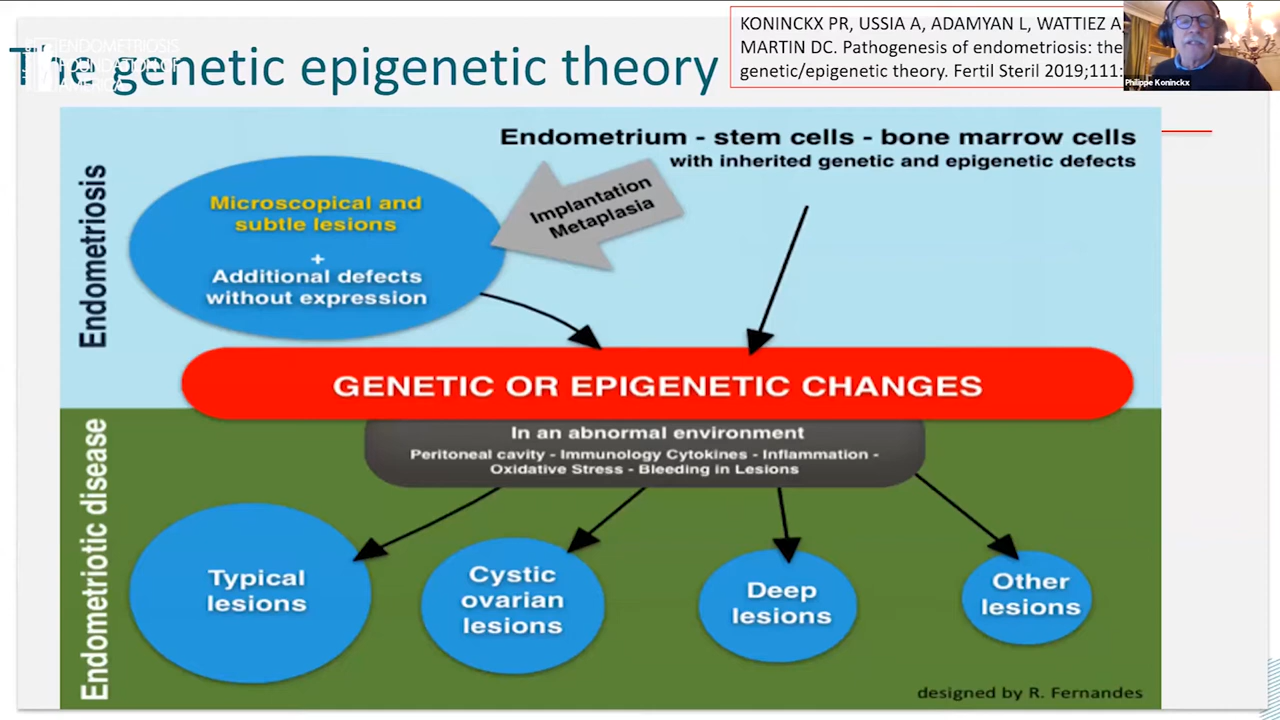 The genetic epigenetic theory
ENDOMETRIOSIS
FOUNDATION OF
AMERICA
KONINCKX PR, USSIA A, ADAMYAN L, WATTIEZ A
MARTIN DC. Pathogenesis of endometriosis: the
genetic/epigenetic theory. Fertil Steril 2019;111:
Philippe Koninckx
Endometriosis
Endometrium - stem cells - bone marrow cells
with inherited genetic and epigenetic defects
Implantation
Metaplasia
Microscopical and
subtle lesions
+
Additional defects
without expression
GENETIC OR EPIGENETIC CHANGES
In an abnormal environment
Peritoneal cavity - Immunology Cytokines - Inflammation -
Oxidative Stress - Bleeding in Lesions
Endometriotic disease
Typical
lesions
Cystic
ovarian
lesions
Deep
lesions
Other
lesions
designed by R. Fernandes